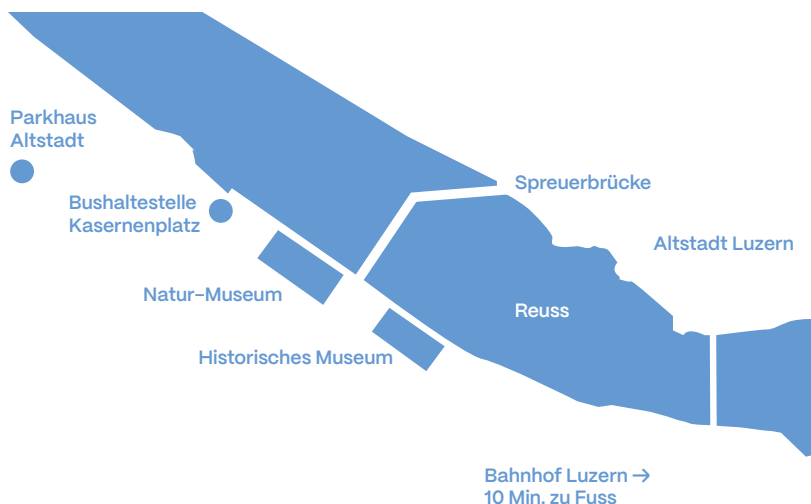 Parkhaus
Altstadt
Bushaltestelle
Kasernenplatz
Spreuerbrücke
Altstadt Luzern
Natur-Museum
Reuss
Historisches Museum
Bahnhof Luzern →
10 Min. zu Fuss